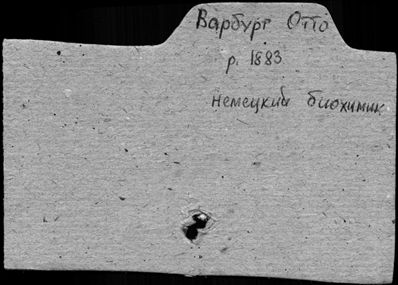 Варбург Отто
р. 1883
немецкий биохимик